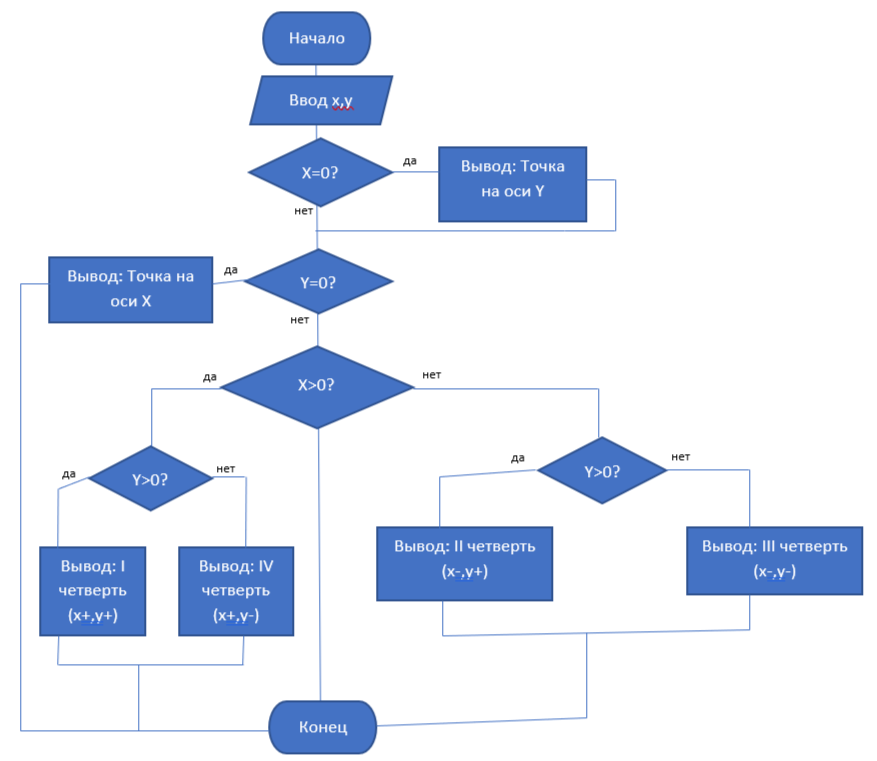 Начало
Ввод x,y
X=0?
да
Вывод: Точка
на оси Y
нет
Вывод: Точка на
оси X
да
Y=0?
нет
да
X>0?
нет
да
Y>0?
нет
да
Y>0?
нет
Вывод: I
четверть
(x+,y+)
Вывод: IV
четверть
(x+,y-)
Вывод: II четверть
(x-,y+)
Вывод: III четверть
(x-,y-)
Конец